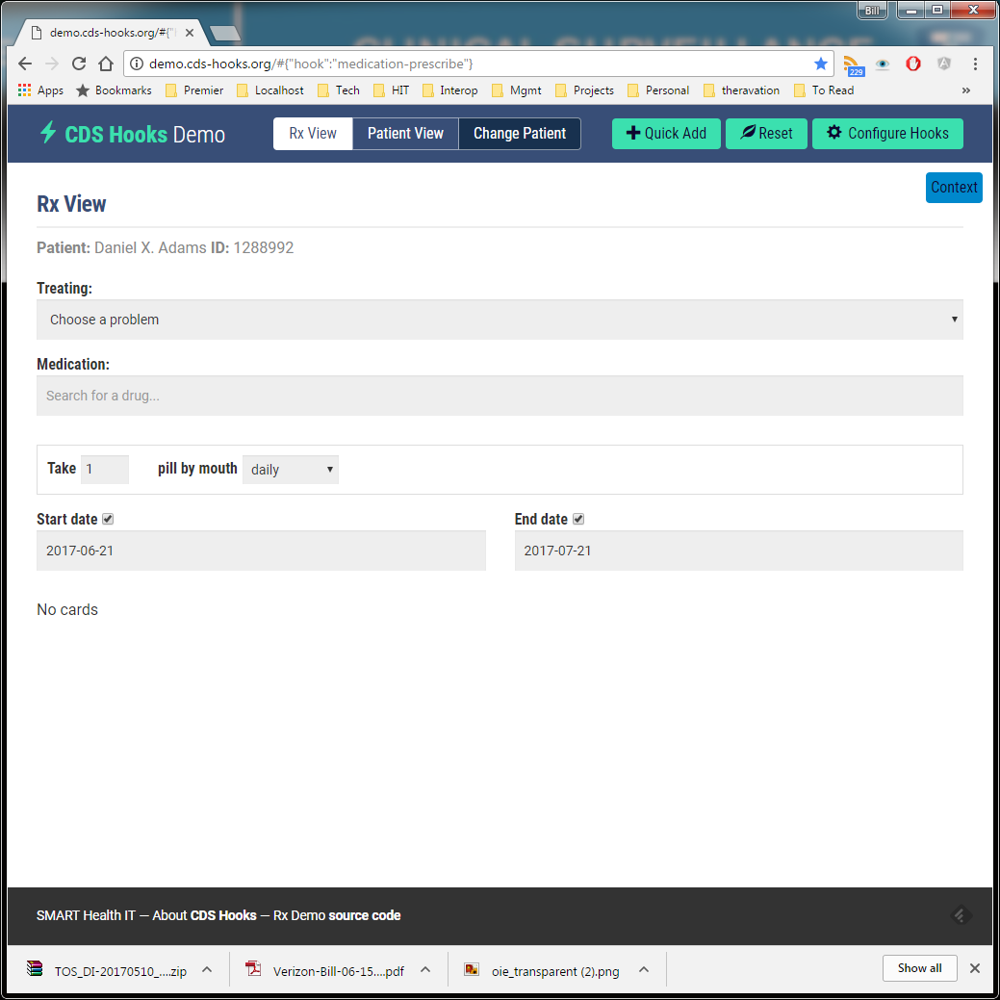 Bill
CLINICAL SURVEILLANCE
demo.cds-hooks.org/#{"
demo.cds-hooks.org/#{"hook":"medication-prescribe"}
229
Apps Bookmarks Premier Localhost Tech HIT Interop Mgmt Projects Personal theravation To Read »
CDS Hooks Demo Rx View Patient View Change Patient Quick Add Reset Configure Hooks
Context
Rx View
Patient: Daniel X. Adams ID: 1288992
Treating:
Choose a problem
Medication:
Search for a drug...
Take 1 pill by mouth daily
Start date End date
2017-06-21 2017-07-21
No cards
SMART Health IT — About CDS Hooks — Rx Demo source code
TOS_DI-20170510_....zip Verizon-Bill-06-15....pdf oie_transparent (2).png Show all